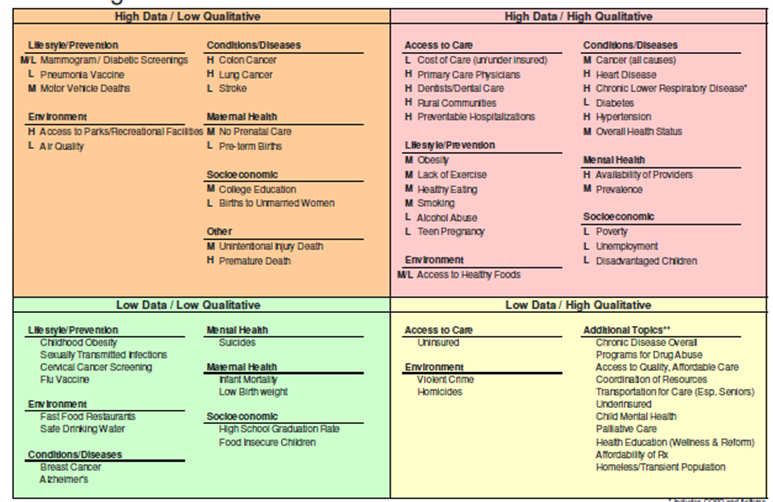 High Data / Low Qualitative
Lifestyle/Prevention
M/L Mammogram / Diabetic Screenings
L Pneumonia Vaccine
M Motor Vehicle Deaths
Environment
H Access to Parks/Recreational Facilities
L Air Quality
Conditions/Diseases
H Colon Cancer
H Lung Cancer
L Stroke
Maternal Health
M No Prenatal Care
L Pre-term Births
Socioeconomic
M College Education
L Births to Unmarried Women
Other
M Unintentional Injury Death
H Premature Death
High Data / High Qualitative
Access to Care
L Cost of Care (un/under insured)
H Primary Care Physicians
H Dentists/Dental Care
H Rural Communities
H Preventable Hospitalizations
Lifestyle/Prevention
M Obesity
M Lack of Exercise
M Healthy Eating
M Smoking
L Alcohol Abuse
L Teen Pregnancy
Environment
M/L Access to Healthy Foods
Conditions/Diseases
M Cancer (all causes)
H Heart Disease
H Chronic Lower Respiratory Disease*
L Diabetes
H Hypertension
M Overall Health Status
Mental Health
H Availability of Providers
M Prevalence
Socioeconomic
L Poverty
L Unemployment
L Disadvantaged Children
Low Data / Low Qualitative
Lifestyle/Prevention
Childhood Obesity
Sexually Transmitted Infections
Cervical Cancer Screening
Flu Vaccine
Environment
Fast Food Restaurants
Safe Drinking Water
Conditions/Diseases
Breast Cancer
Alzheimer's
Mental Health
Suicides
Maternal Health
Infant Mortality
Low Birth weight
Socioeconomic
High School Graduation Rate
Food Insecure Children
Low Data / High Qualitative
Access to Care
Uninsured
Environment
Violent Crime
Homicides
Additional Topics**
Chronic Disease Overall
Programs for Drug Abuse
Access to Quality, Affordable Care
Coordination of Resources
Transportation for Care (Esp. Seniors)
Underinsured
Child Mental Health
Palliative Care
Health Education (Wellness & Reform)
Affordability of Rx
Homeless/Transient Population